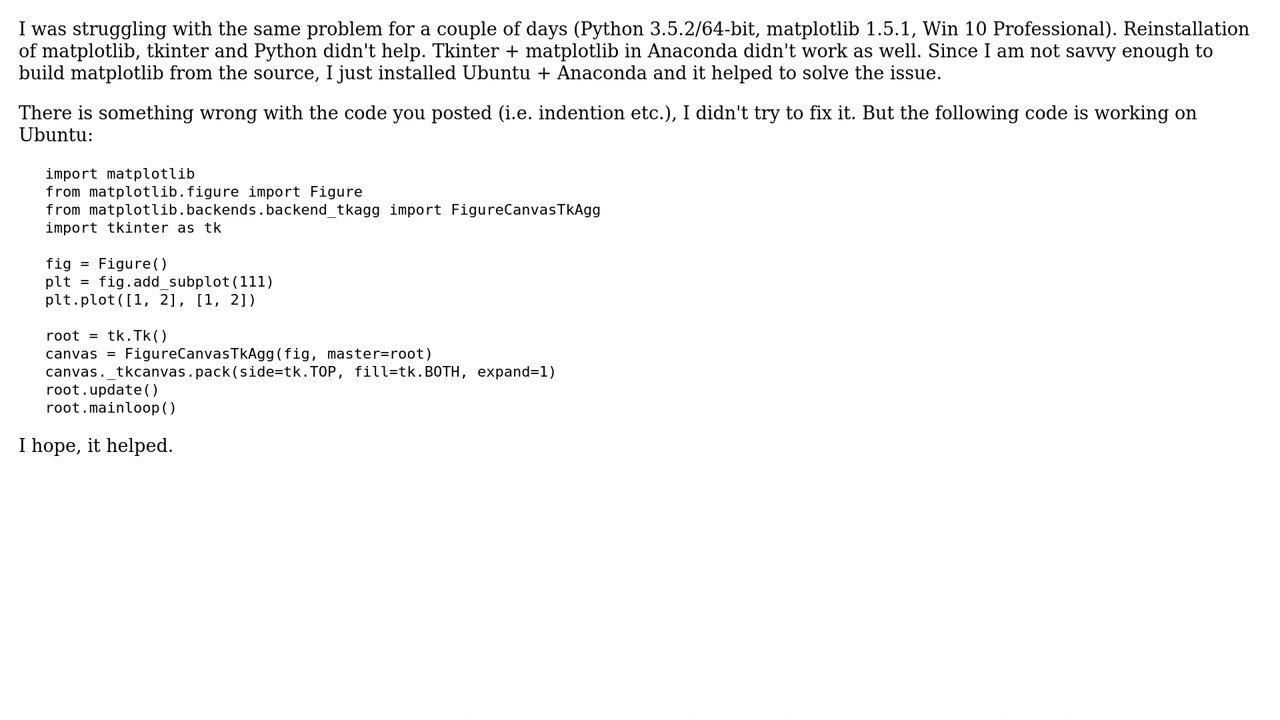 I was struggling with the same problem for a couple of days (Python 3.5.2/64-bit, matplotlib 1.5.1, Win 10 Professional). Reinstallation
of matplotlib, tkinter and Python didn't help. Tkinter + matplotlib in Anaconda didn't work as well. Since I am not savvy enough to
build matplotlib from the source, I just installed Ubuntu + Anaconda and it helped to solve the issue.
There is something wrong with the code you posted (i.e. indention etc.), I didn't try to fix it. But the following code is working on
Ubuntu:
import matplotlib
from matplotlib.figure import Figure
from matplotlib.backends.backend_tkagg import FigureCanvasTkAgg
import tkinter as tk
fig = Figure()
plt = fig.add_subplot(111)
plt.plot([1, 2], [1, 2])
root = tk.Tk()
canvas = FigureCanvasTkAgg(fig, master=root)
canvas._tkcanvas.pack(side=tk.TOP, fill=tk.BOTH, expand=1)
root.update()
root.mainloop()
I hope, it helped.